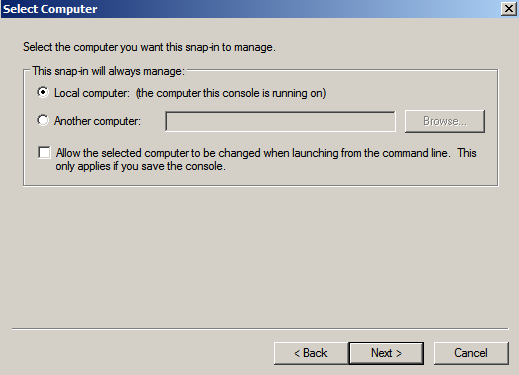 Select Computer
Select the computer you want this snap-in to manage.
This snap-in will always manage:
Local computer: (the computer this console is running on)
Another computer:
Browse...
Allow the selected computer to be changed when launching from the command line. This
only applies if you save the console.
< Back
Next >
Cancel